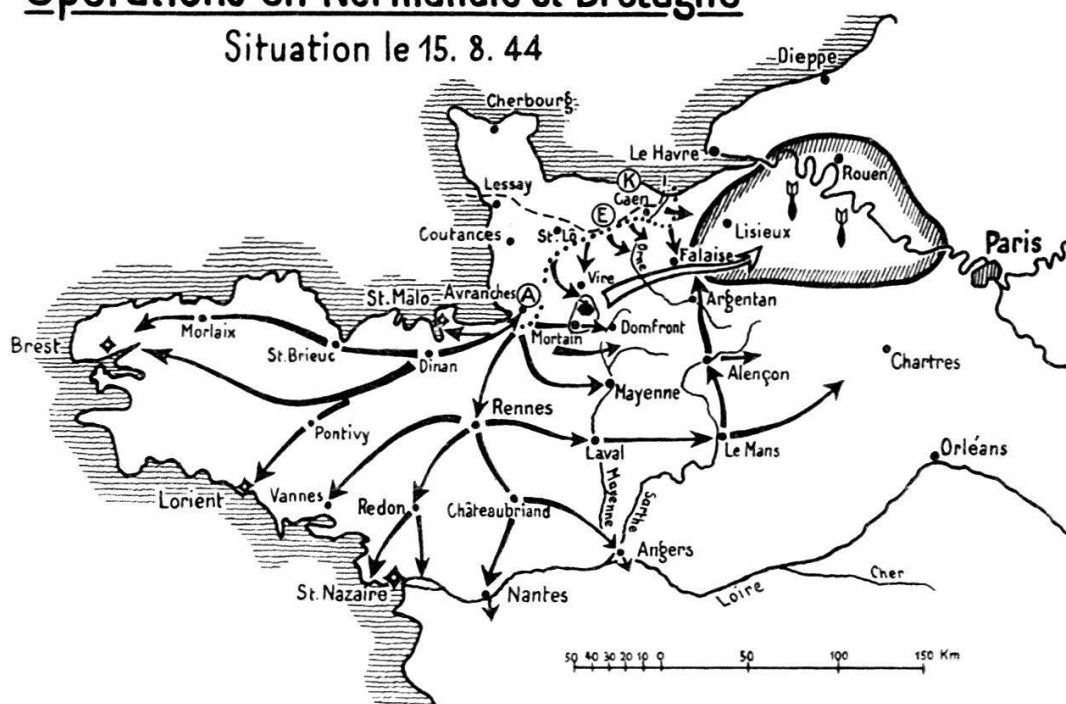 Opérations en Normandie et Bretagne
Situation le 15. 8. 44
Dieppe
Cherbourg
Le Havre
Rouen
K
Caen
Lessay
E
Lisieux
Coutances
St. Lô
Orne
Falaise
Paris
Vire
St. Malo
Avranches
A
Argentan
Morlaix
Mortain
Domfront
Brest
St. Brieuc
Dinan
Chartres
Alençon
Mayenne
Rennes
Pontivy
Laval
Le Mans
Orléans
Lorient
Vannes
Redon
Châteaubriand
Mayenne
Sarthe
Angers
St. Nazaire
Nantes
Loire
Cher
50 40 30 20 10 0 50 100 150 Km